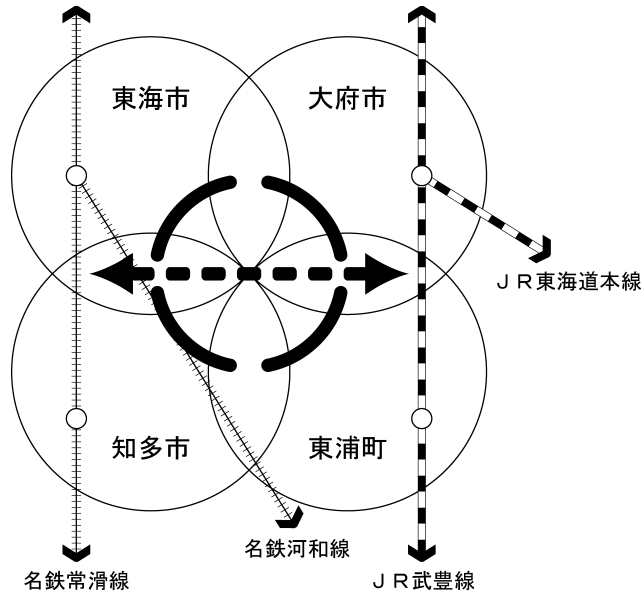 東海市
大府市
ＪＲ東海道本線
知多市
東浦町
名鉄河和線
名鉄常滑線
ＪＲ武豊線